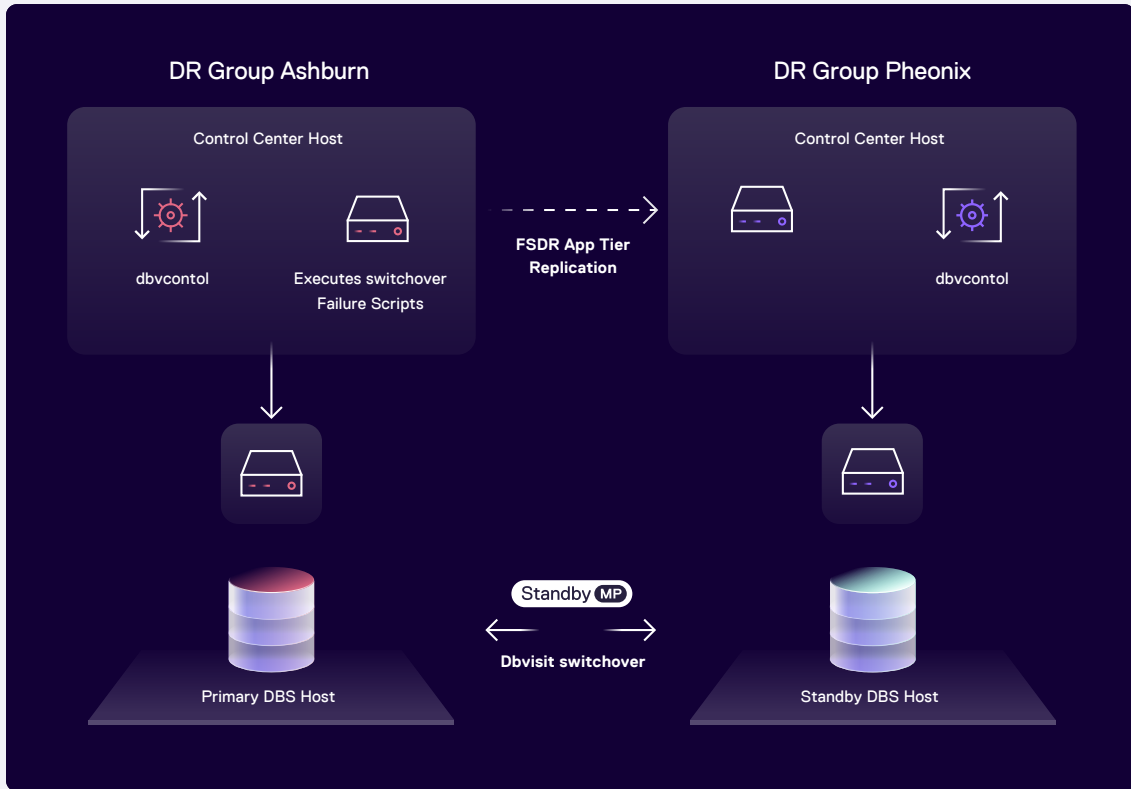 DR Group Ashburn
DR Group Pheonix
Control Center Host
Control Center Host
dbvcontol
Executes switchover
Failure Scripts
FSDR App Tier
Replication
dbvcontol
Standby MP
Dbvisit switchover
Primary DBS Host
Standby DBS Host